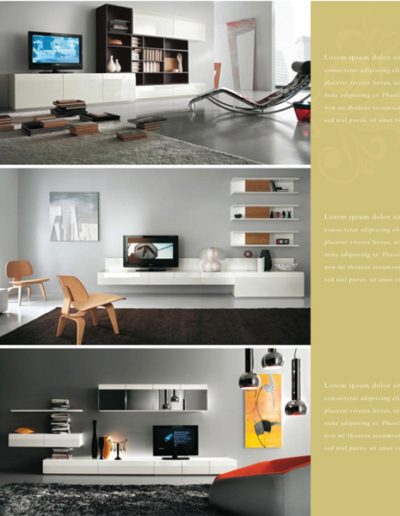 Lorem ipsum dolor sit
consectetur adipiscing eli
placerat viverra lectus, at
nunc adipiscing et. Phasel
non mi rhoncus accumsan
sed nisl purus, sit amet v
Lorem ipsum dolor sit
consectetur adipiscing eli
placerat viverra lectus, at
nunc adipiscing et. Phasel
non mi rhoncus accumsan
sed nisl purus, sit amet v
Lorem ipsum dolor sit
consectetur adipiscing eli
placerat viverra lectus, at
nunc adipiscing et. Phasel
non mi rhoncus accumsan
sed nisl purus, sit amet v